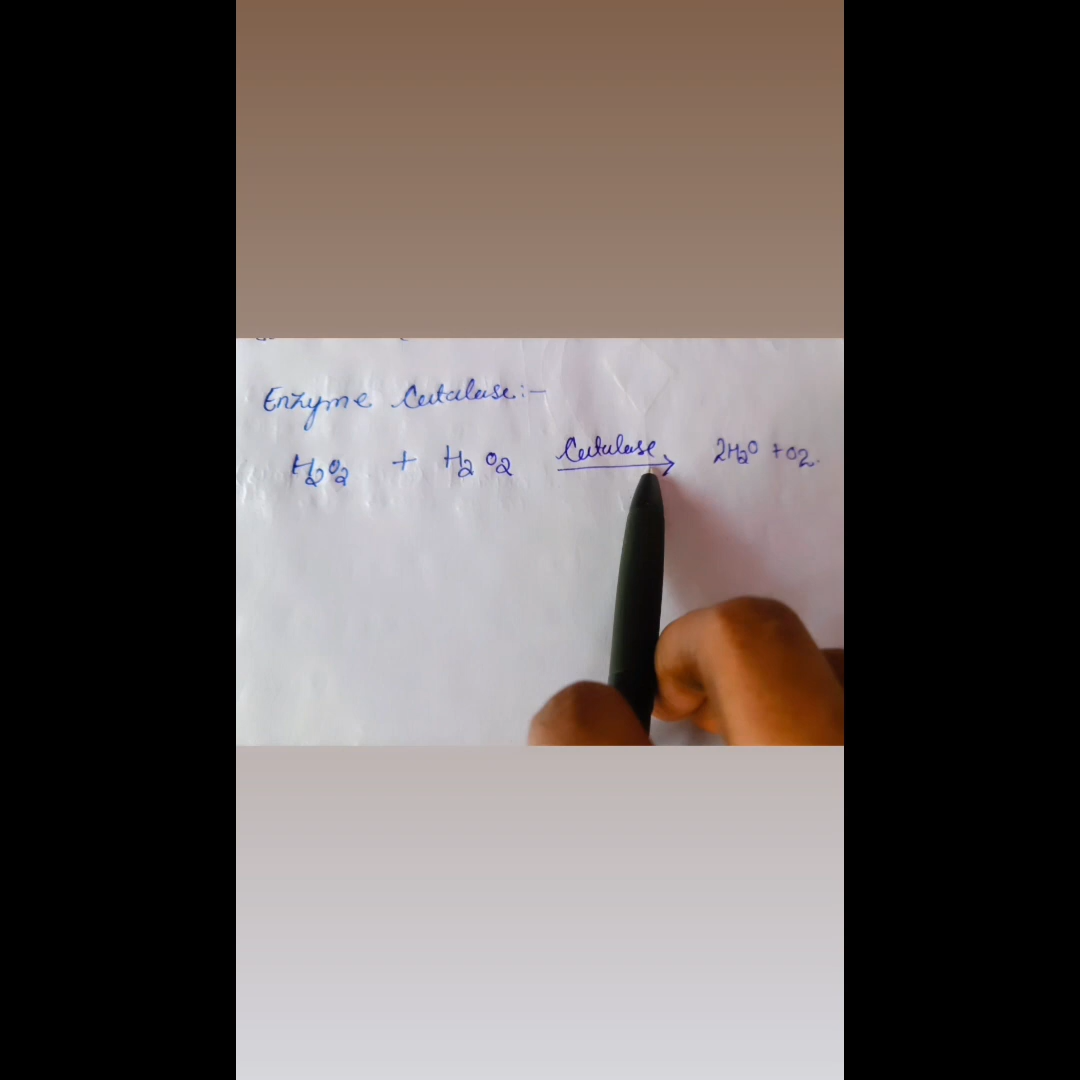 Enzyme Catalase:-
H2O2 + H2O2 Catalase → 2H2O + O2.